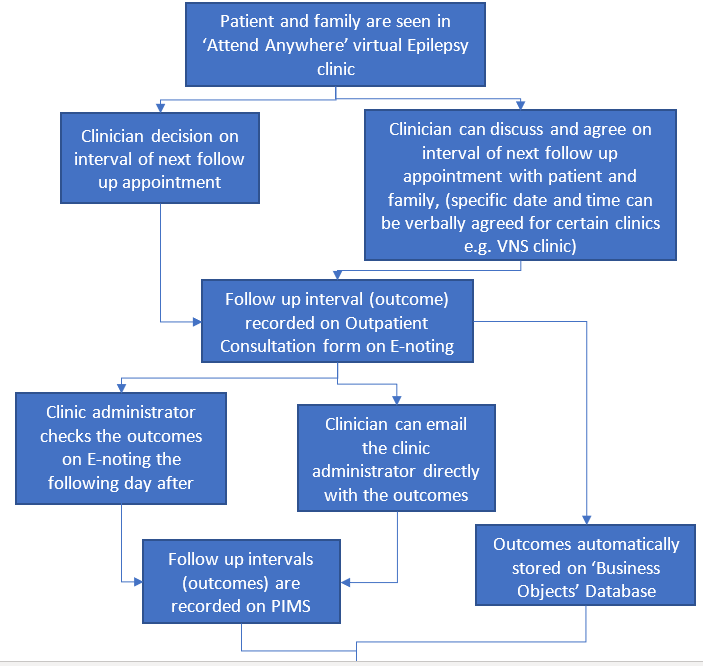 Patient and family are seen in
‘Attend Anywhere’ virtual Epilepsy
clinic
Clinician decision on
interval of next follow
up appointment
Clinician can discuss and agree on
interval of next follow up
appointment with patient and
family, (specific date and time can
be verbally agreed for certain clinics
e.g. VNS clinic)
Follow up interval (outcome)
recorded on Outpatient
Consultation form on E-noting
Clinic administrator
checks the outcomes
on E-noting the
following day after
Clinician can email
the clinic
administrator directly
with the outcomes
Follow up intervals
(outcomes) are
recorded on PIMS
Outcomes automatically
stored on ‘Business
Objects’ Database